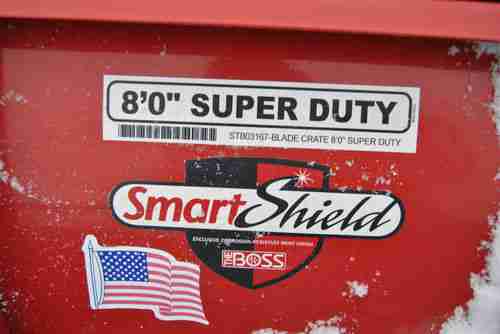 8'0" SUPER DUTY
STB03167-BLADE CRATE 8'0" SUPER DUTY
SmartShield
THE BOSS